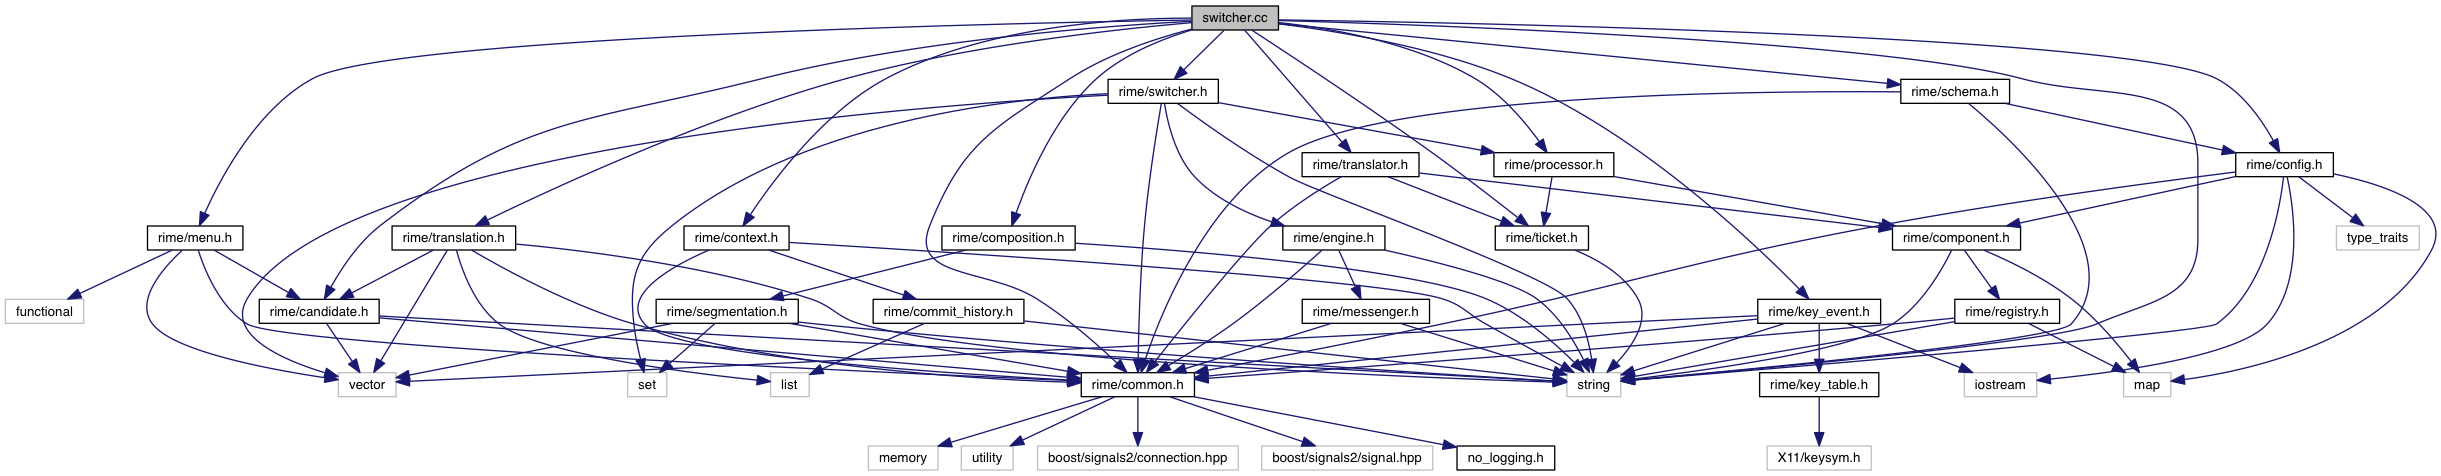 switcher.cc
rime/switcher.h
rime/schema.h
rime/translator.h
rime/processor.h
rime/config.h
rime/menu.h
rime/translation.h
rime/context.h
rime/composition.h
rime/engine.h
rime/ticket.h
rime/component.h
type_traits
functional
rime/candidate.h
rime/segmentation.h
rime/commit_history.h
rime/messenger.h
rime/key_event.h
rime/registry.h
vector
set
list
rime/common.h
string
rime/key_table.h
iostream
map
memory
utility
boost/signals2/connection.hpp
boost/signals2/signal.hpp
no_logging.h
X11/keysym.h